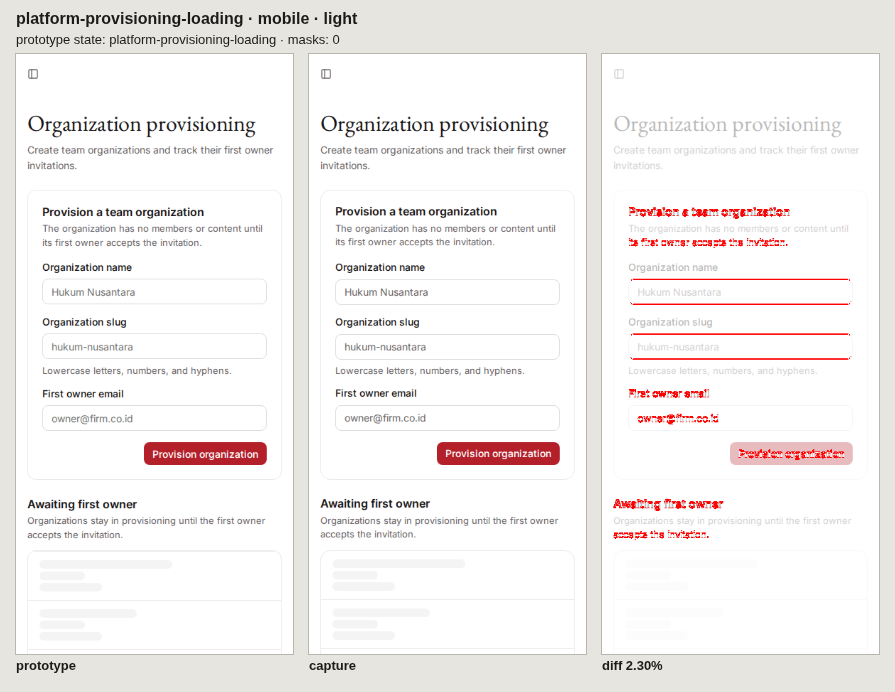 platform-provisioning-loading · mobile · light
prototype state: platform-provisioning-loading · masks: 0
Organization provisioning
Create team organizations and track their first owner
invitations.
Provision a team organization
The organization has no members or content until
its first owner accepts the invitation.
Organization name
Hukum Nusantara
Organization slug
hukum-nusantara
Lowercase letters, numbers, and hyphens.
First owner email
owner@firm.co.id
Provision organization
Awaiting first owner
Organizations stay in provisioning until the first owner
accepts the invitation.
prototype
Organization provisioning
Create team organizations and track their first owner
invitations.
Provision a team organization
The organization has no members or content until
its first owner accepts the invitation.
Organization name
Hukum Nusantara
Organization slug
hukum-nusantara
Lowercase letters, numbers, and hyphens.
First owner email
owner@firm.co.id
Provision organization
Awaiting first owner
Organizations stay in provisioning until the first owner
accepts the invitation.
capture
Organization provisioning
Create team organizations and track their first owner
invitations.
Provision a team organization
The organization has no members or content until
its first owner accepts the invitation.
Organization name
Hukum Nusantara
Organization slug
hukum-nusantara
Lowercase letters, numbers, and hyphens.
First owner email
owner@firm.co.id
Provision organization
Awaiting first owner
Organizations stay in provisioning until the first owner
accepts the invitation.
diff 2.30%